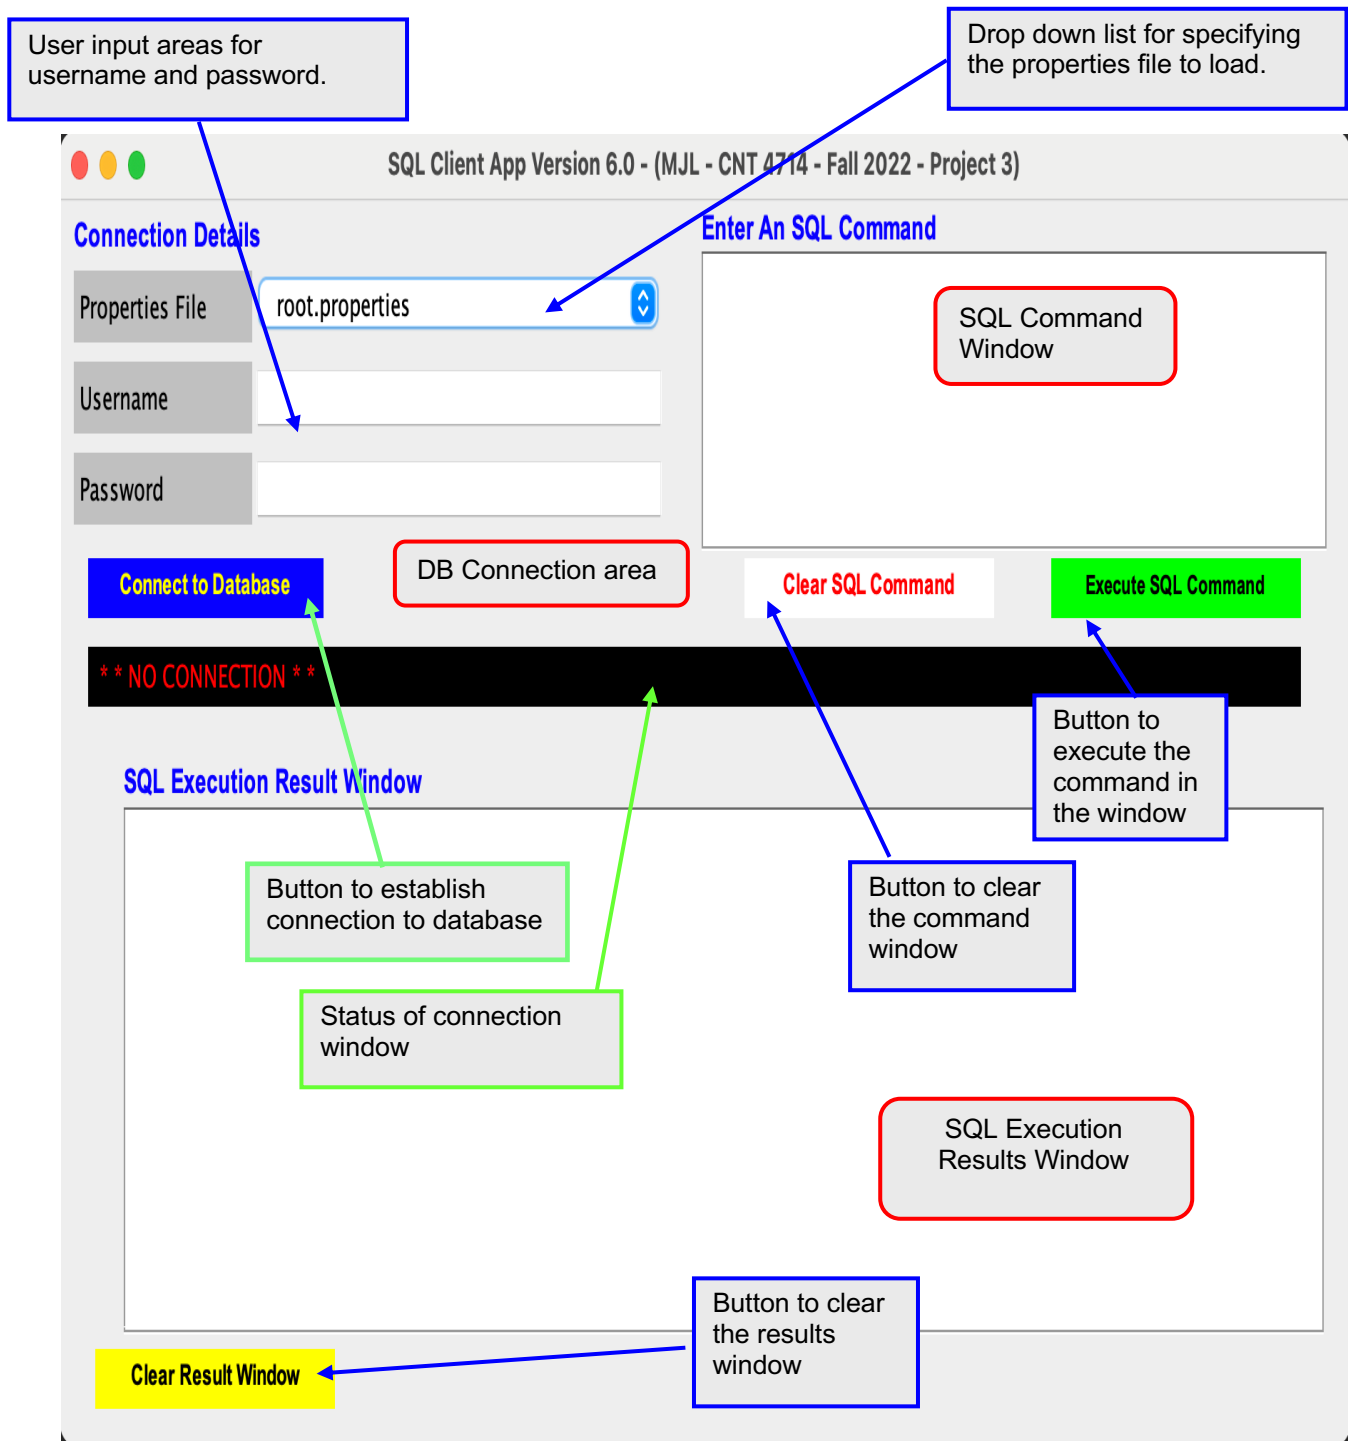 User input areas for
username and password.
Drop down list for specifying
the properties file to load.
SQL Client App Version 6.0 - (MJL - CNT 4714 - Fall 2022 - Project 3)
Connection Details
Enter An SQL Command
Properties File
root.properties
SQL Command
Window
Username
Password
DB Connection area
Connect to Database
Clear SQL Command
Execute SQL Command
* * NO CONNECTION * *
Button to
execute the
command in
the window
SQL Execution Result Window
Button to establish
connection to database
Button to clear
the command
window
Status of connection
window
SQL Execution
Results Window
Button to clear
the results
window
Clear Result Window